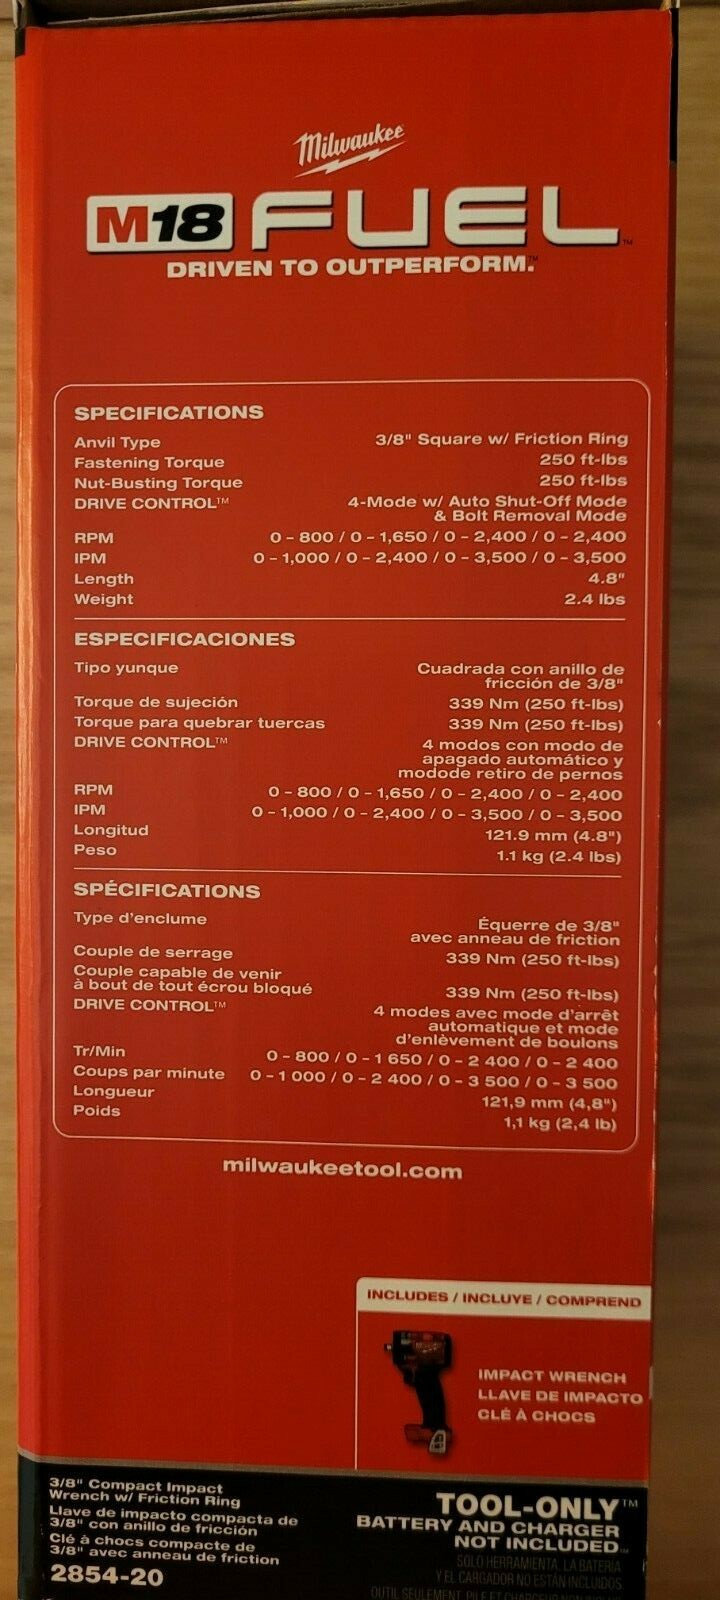 Milwaukee
M18 FUEL™
DRIVEN TO OUTPERFORM.™
SPECIFICATIONS
Anvil Type 3/8" Square w/ Friction Ring
Fastening Torque 250 ft-lbs
Nut-Busting Torque 250 ft-lbs
DRIVE CONTROL™ 4-Mode w/ Auto Shut-Off Mode
& Bolt Removal Mode
RPM 0 - 800 / 0 - 1,650 / 0 - 2,400 / 0 - 2,400
IPM 0 - 1,000 / 0 - 2,400 / 0 - 3,500 / 0 - 3,500
Length 4.8"
Weight 2.4 lbs
ESPECIFICACIONES
Tipo yunque Cuadrada con anillo de
fricción de 3/8"
Torque de sujeción 339 Nm (250 ft-lbs)
Torque para quebrar tuercas 339 Nm (250 ft-lbs)
DRIVE CONTROL™ 4 modos con modo de
apagado automático y
modode retiro de pernos
RPM 0 - 800 / 0 - 1,650 / 0 - 2,400 / 0 - 2,400
IPM 0 - 1,000 / 0 - 2,400 / 0 - 3,500 / 0 - 3,500
Longitud 121.9 mm (4.8")
Peso 1.1 kg (2.4 lbs)
SPÉCIFICATIONS
Type d'enclume Équerre de 3/8"
avec anneau de friction
Couple de serrage 339 Nm (250 ft-lbs)
Couple capable de venir
à bout de tout écrou bloqué 339 Nm (250 ft-lbs)
DRIVE CONTROL™ 4 modes avec mode d'arrêt
automatique et mode
d'enlèvement de boulons
Tr/Min 0 - 800 / 0 - 1 650 / 0 - 2 400 / 0 - 2 400
Coups par minute 0 - 1 000 / 0 - 2 400 / 0 - 3 500 / 0 - 3 500
Longueur 121,9 mm (4,8")
Poids 1,1 kg (2,4 lb)
milwaukeetool.com
INCLUDES / INCLUYE / COMPREND
IMPACT WRENCH
LLAVE DE IMPACTO
CLÉ À CHOCS
3/8" Compact Impact
Wrench w/ Friction Ring
Llave de impacto compacta de
3/8" con anillo de fricción
Clé à chocs compacte de
3/8" avec anneau de friction
2854-20
TOOL-ONLY™
BATTERY AND CHARGER
NOT INCLUDED™
SOLO HERRAMIENTA, LA BATERÍA
Y EL CARGADOR NO ESTÁN INCLUIDOS